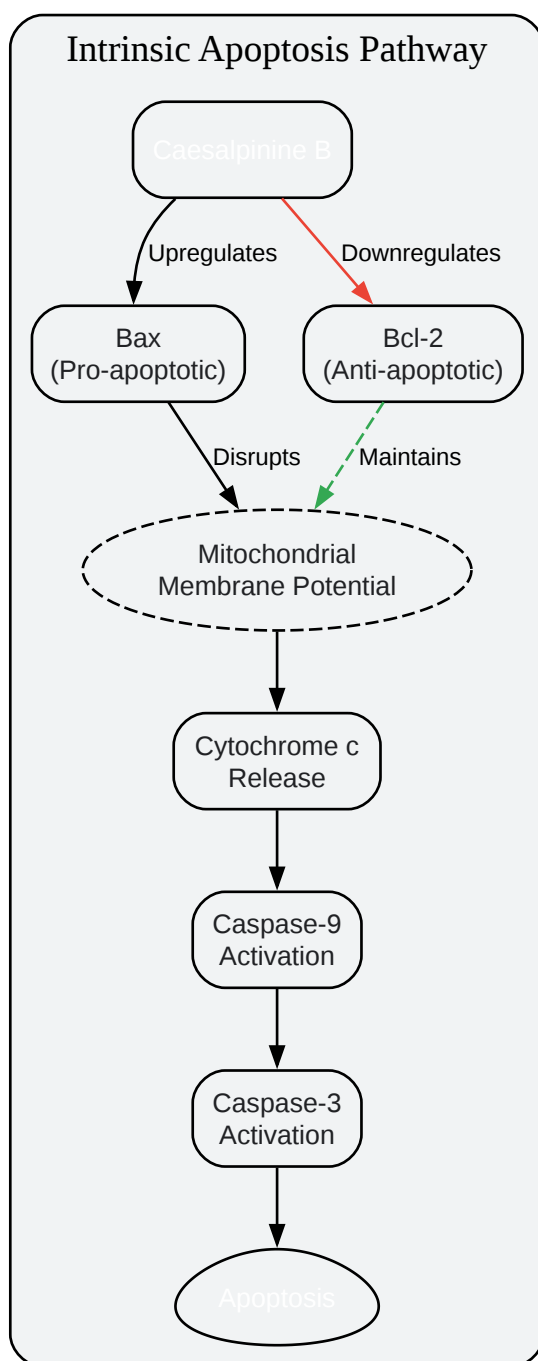 Intrinsic Apoptosis Pathway
Caesalpinine B
Upregulates
Downregulates
Bax
(Pro-apoptotic)
Bcl-2
(Anti-apoptotic)
Disrupts
Maintains
Mitochondrial
Membrane Potential
Cytochrome c
Release
Caspase-9
Activation
Caspase-3
Activation
Apoptosis